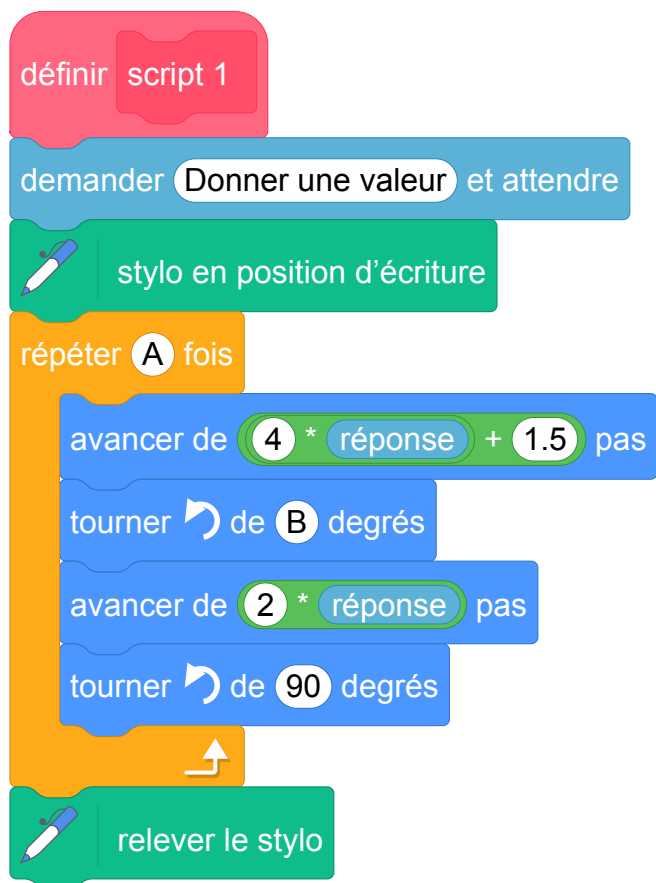 définir script 1
demander Donner une valeur et attendre
stylo en position d’écriture
répéter A fois
avancer de 4 * réponse + 1.5 pas
tourner de B degrés
avancer de 2 * réponse pas
tourner de 90 degrés
relever le stylo